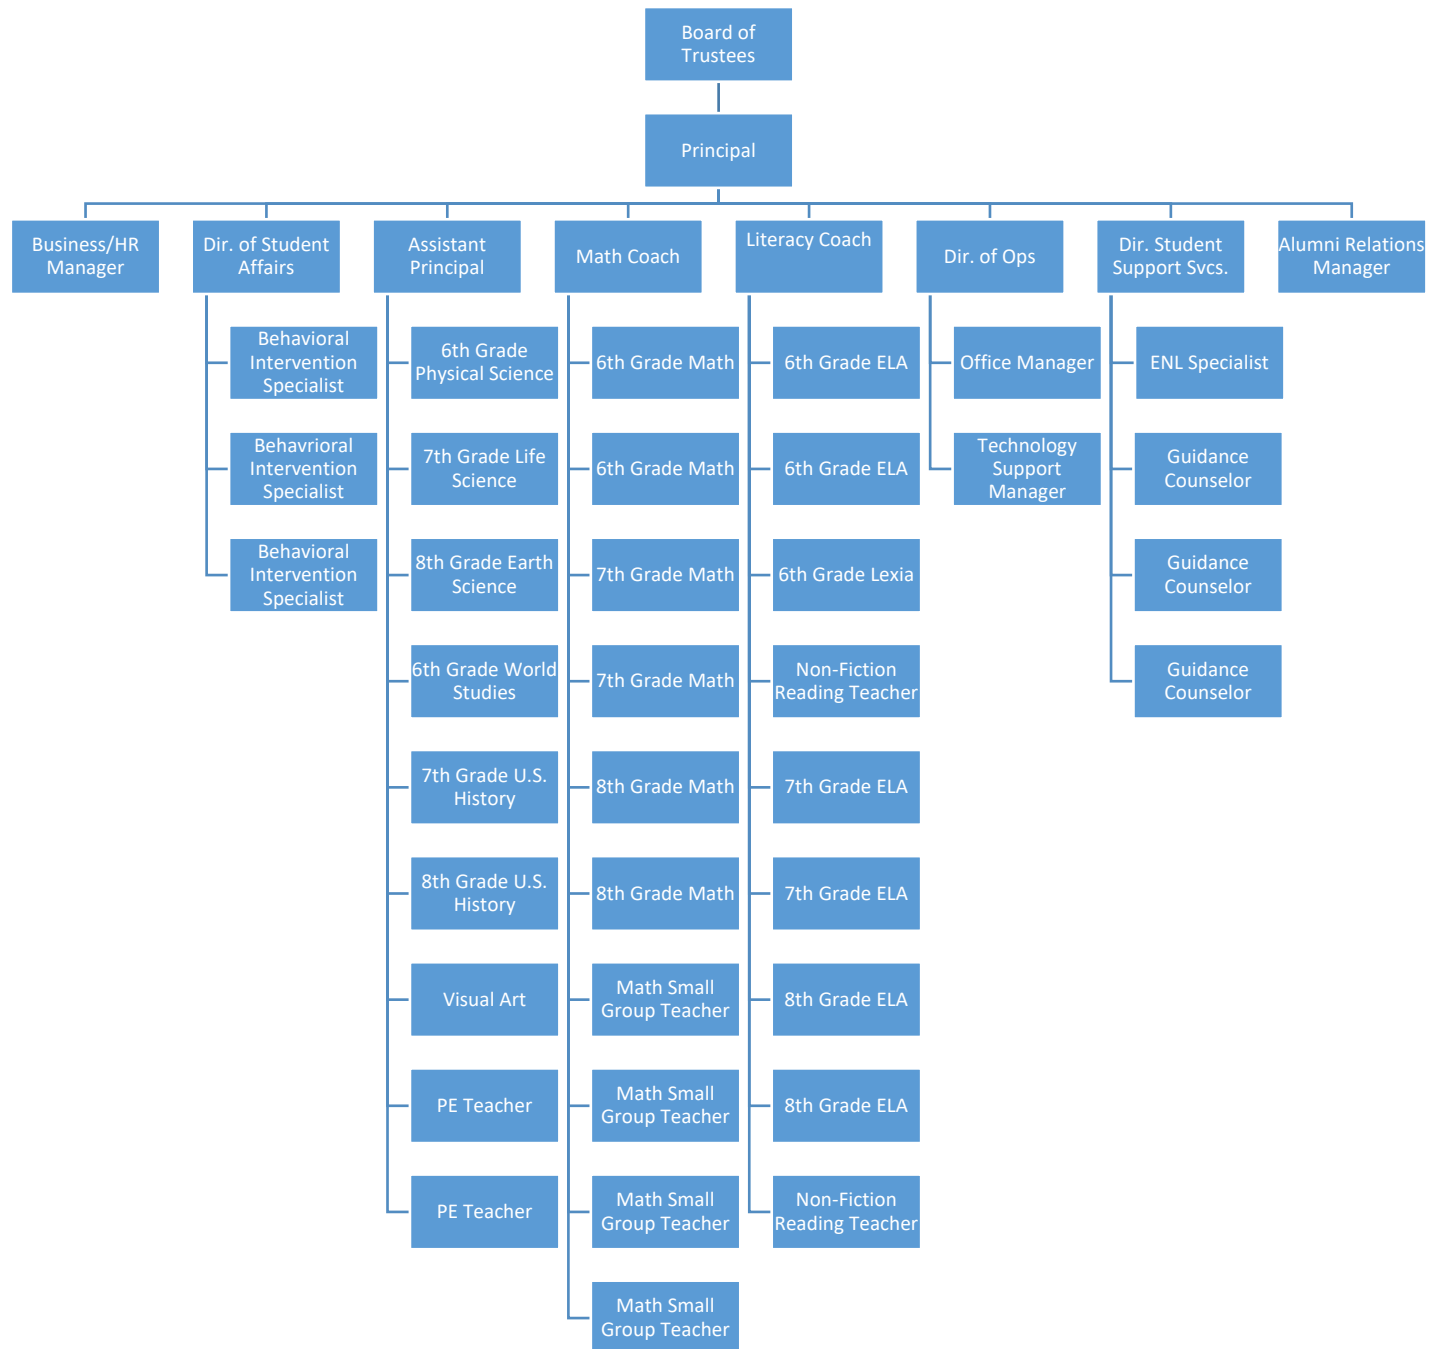 Board of
Trustees
Principal
Business/HR
Manager
Dir. of Student
Affairs
Assistant
Principal
Math Coach
Literacy Coach
Dir. of Ops
Dir. Student
Support Svcs.
Alumni Relations
Manager
Behavioral
Intervention
Specialist
Behavrioral
Intervention
Specialist
Behavioral
Intervention
Specialist
6th Grade
Physical Science
7th Grade Life
Science
8th Grade Earth
Science
6th Grade World
Studies
7th Grade U.S.
History
8th Grade U.S.
History
Visual Art
PE Teacher
PE Teacher
6th Grade Math
6th Grade Math
7th Grade Math
7th Grade Math
8th Grade Math
8th Grade Math
Math Small
Group Teacher
Math Small
Group Teacher
Math Small
Group Teacher
Math Small
Group Teacher
6th Grade ELA
6th Grade ELA
6th Grade Lexia
Non-Fiction
Reading Teacher
7th Grade ELA
7th Grade ELA
8th Grade ELA
8th Grade ELA
Non-Fiction
Reading Teacher
Office Manager
Technology
Support
Manager
ENL Specialist
Guidance
Counselor
Guidance
Counselor
Guidance
Counselor